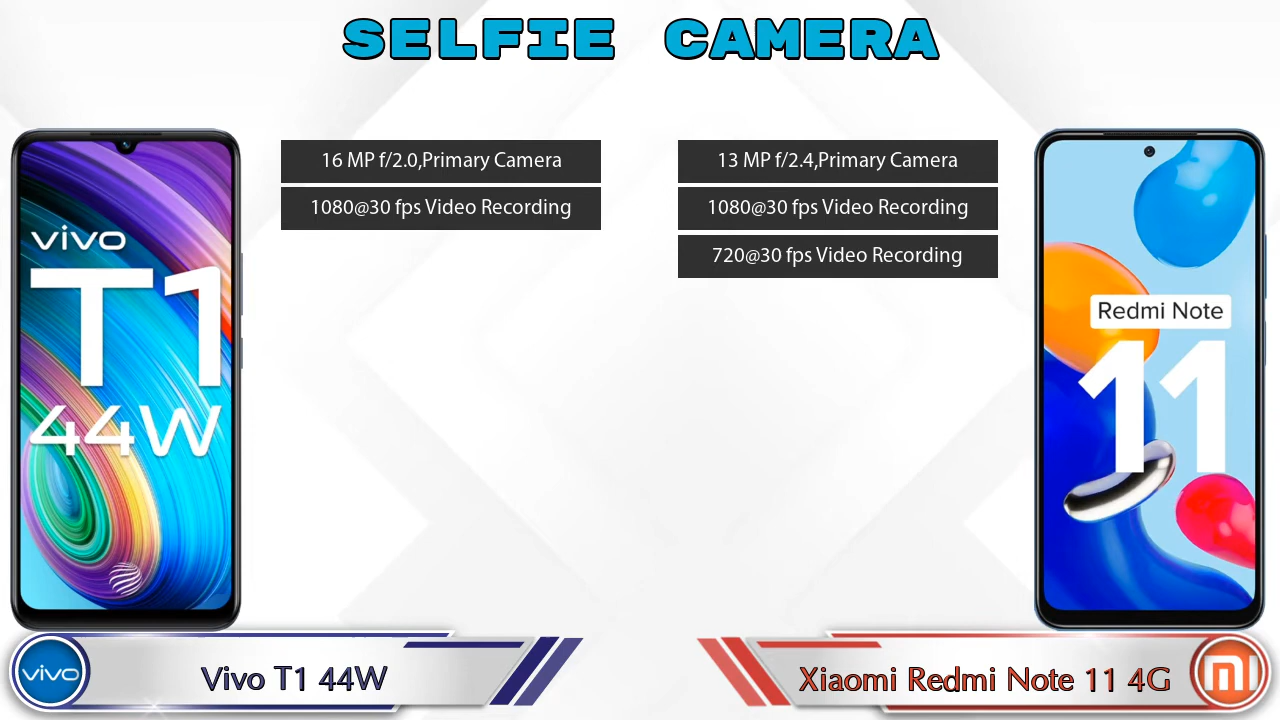 SELFIE CAMERA
16 MP f/2.0,Primary Camera
1080@30 fps Video Recording
13 MP f/2.4,Primary Camera
1080@30 fps Video Recording
720@30 fps Video Recording
vivo
T1
44W
Redmi Note
11
vivo
Vivo T1 44W
Xiaomi Redmi Note 11 4G
mi